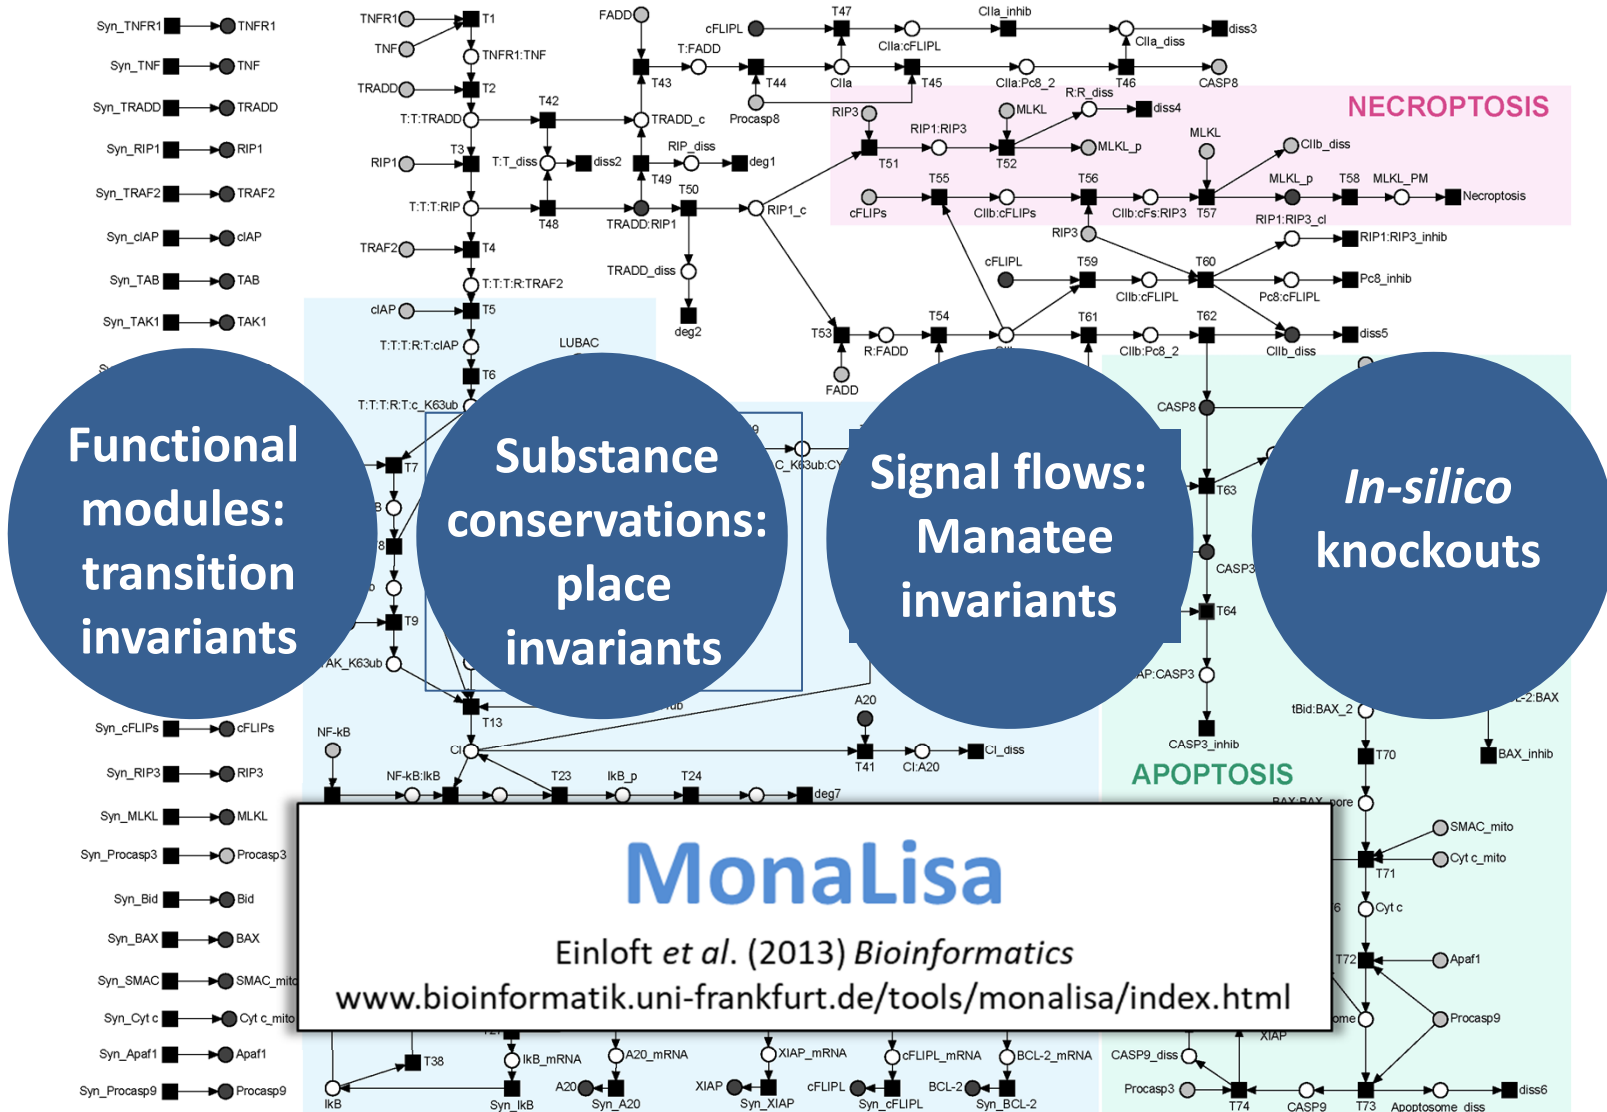 Syn_TNFR1 TNFR1
Syn_TNF TNF
Syn_TRADD TRADD
Syn_RIP1 RIP1
Syn_TRAF2 TRAF2
Syn_cIAP cIAP
Syn_TAB TAB
Syn_TAK1 TAK1
Syn_cFLIPs cFLIPs
Syn_RIP3 RIP3
Syn_MLKL MLKL
Syn_Procasp3 Procasp3
Syn_Bid Bid
Syn_BAX BAX
Syn_SMAC SMAC_mito
Syn_Cyt c Cyt c_mito
Syn_Apaf1 Apaf1
Syn_Procasp9 Procasp9
TNFR1 T1
TNF TNFR1:TNF
TRADD T2
T:T:TRADD
T3
RIP1
T:T:T:RIP
TRAF2 T4
T:T:T:R:TRAF2
cIAP T5
T:T:T:R:T:cIAP
T6
T:T:T:R:T:c_K63ub
LUBAC
T42
T:T_diss diss2
T48
FADD
T43
T:FADD
TRADD_c
RIP_diss deg1
T49
T50
TRADD:RIP1
RIP1_c
TRADD_diss
deg2
cFLIPL T47 CIIa_inhib
CIIa:cFLIPL CIIa_diss diss3
T44 CIIa T45 CIIa:Pc8_2 T46 CASP8
Procasp8
NECROPTOSIS
RIP3 MLKL R:R_diss diss4
RIP1:RIP3 MLKL CIIb_diss
T51 T52 MLKL_p
T55 T56 MLKL_p T58 MLKL_PM
cFLIPs CIIb:cFLIPs CIIb:cFs:RIP3 T57 Necroptosis
RIP1:RIP3_cl
RIP3 RIP1:RIP3_inhib
cFLIPL T59 T60
CIIb:cFLIPL Pc8:cFLIPL Pc8_inhib
T53 T54 T61 T62 diss5
R:FADD CIIb:Pc8_2 CIIb_diss
FADD
CASP8
T7
T9
T63
CASP3
T64
CASP3_inhib
Functional
modules:
transition
invariants
Substance
conservations:
place
invariants
Signal flows:
Manatee
invariants
In-silico
knockouts
T13
NF-kB
A20
T41 CI:A20 CI_diss
NF-kB:IkB T23 IkB_p T24 deg7
tBid:BAX_2
T70
BAX_inhib
APOPTOSIS
SMAC_mito
Cyt c_mito
T71
Cyt c
T72 Apaf1
Procasp9
MonaLisa
Einloft et al. (2013) Bioinformatics
www.bioinformatik.uni-frankfurt.de/tools/monalisa/index.html
T38 IkB_mRNA A20_mRNA XIAP_mRNA cFLIPL_mRNA BCL-2_mRNA
A20 XIAP cFLIPL BCL-2
IkB Syn_IkB Syn_A20 Syn_XIAP Syn_cFLIPL Syn_BCL-2
XIAP
CASP9_diss
Procasp3 diss6
T74 CASP9 T73 Apoptosome_diss